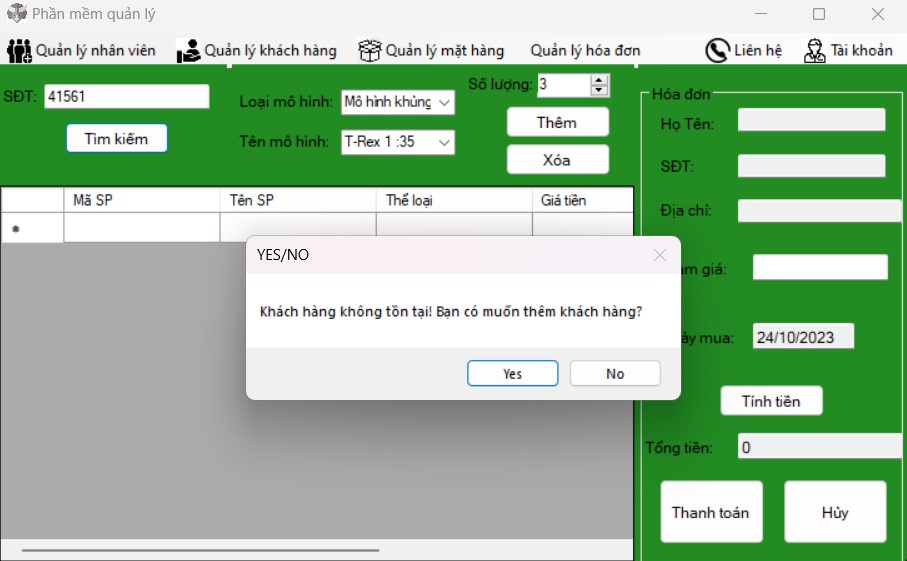 Phần mềm quản lý
Quản lý nhân viên Quản lý khách hàng Quản lý mặt hàng Quản lý hóa đơn Liên hệ Tài khoản
SĐT: 41561
Tìm kiếm
Loại mô hình: Mô hình khủng
Tên mô hình: T-Rex 1 :35
Số lượng: 3
Thêm
Xóa
Mã SP Tên SP Thể loại Giá tiền
YES/NO
Khách hàng không tồn tại! Bạn có muốn thêm khách hàng?
Yes No
Hóa đơn
Họ Tên:
SĐT:
Địa chỉ:
giá:
mua: 24/10/2023
Tính tiền
Tổng tiền: 0
Thanh toán Hủy